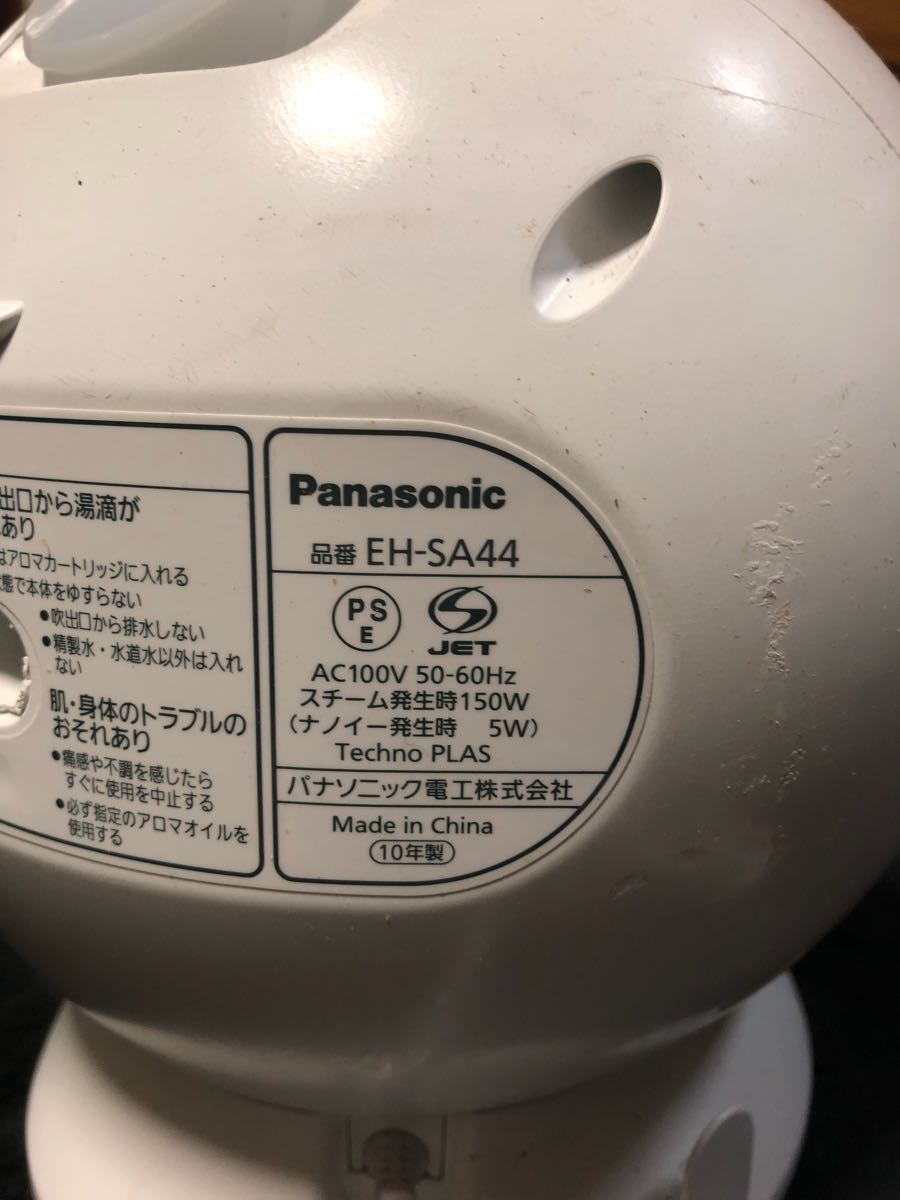 出口から湯滴が
あり
はアロマカートリッジに入れる
態で本体をゆすらない
●吹出口から排水しない
●精製水・水道水以外は入れ
ない
肌・身体のトラブルの
おそれあり
●痛感や不調を感じたら
すぐに使用を中止する
●必ず指定のアロマオイルを
使用する
Panasonic
品番 EH-SA44
PS
E
JET
AC100V 50-60Hz
スチーム発生時150W
(ナノイー発生時 5W)
Techno PLAS
パナソニック電工株式会社
Made in China
10年製